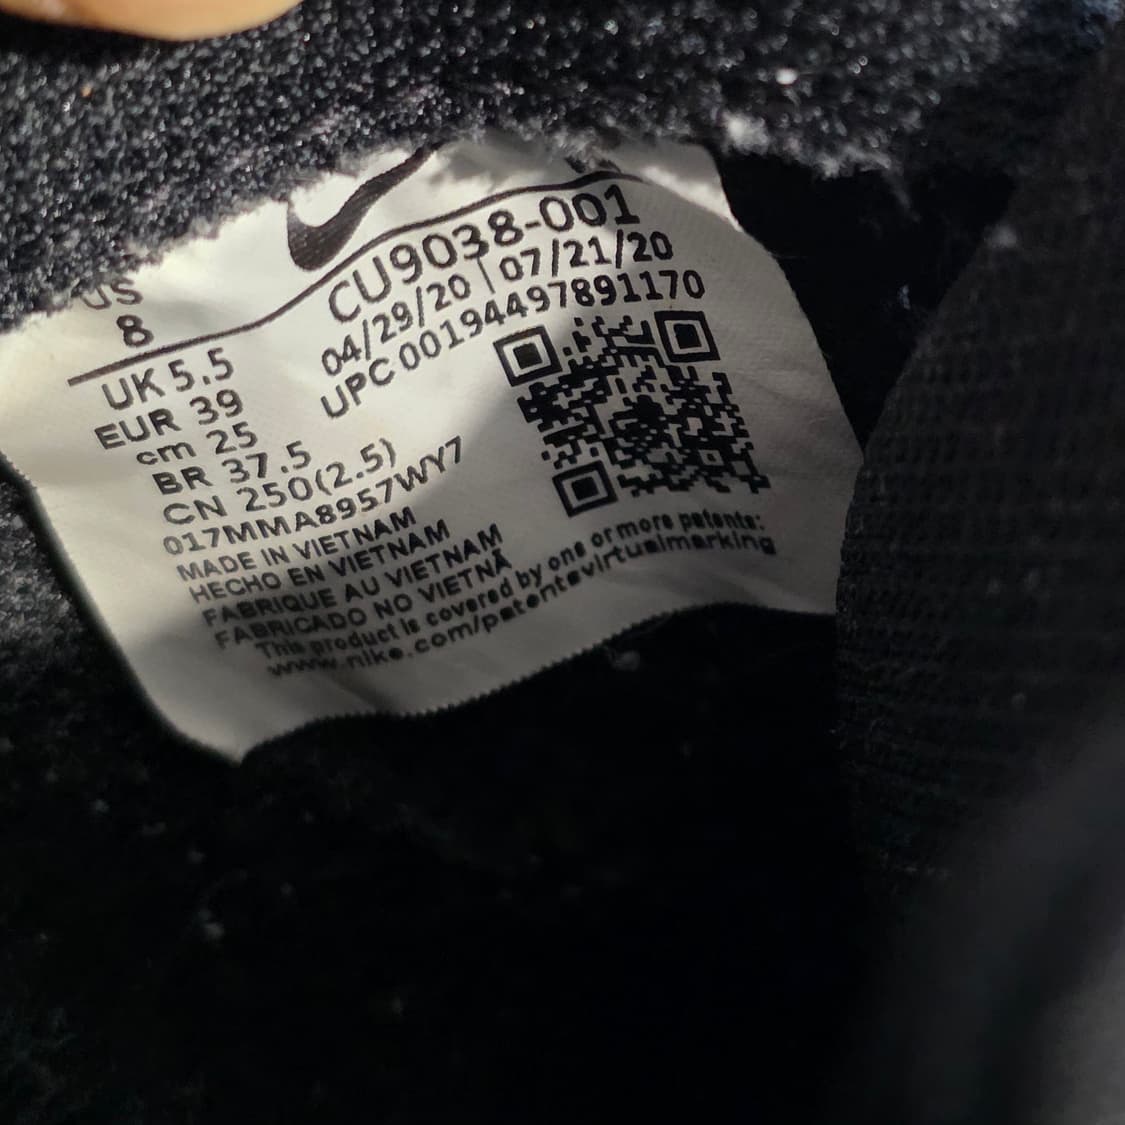 US
8
UK 5.5
EUR 39
cm 25
BR 37.5
CN 250(2.5)
017MMA8957WY7
MADE IN VIETNAM
HECHO EN VIETNAM
FABRIQUE AU VIETNAM
FABRICADO NO VIETNÃ
This product is covered by one or more patents:
www.nike.com/patentsvirtualmarking
CU9038-001
04/29/20 | 07/21/20
UPC 00194497891170